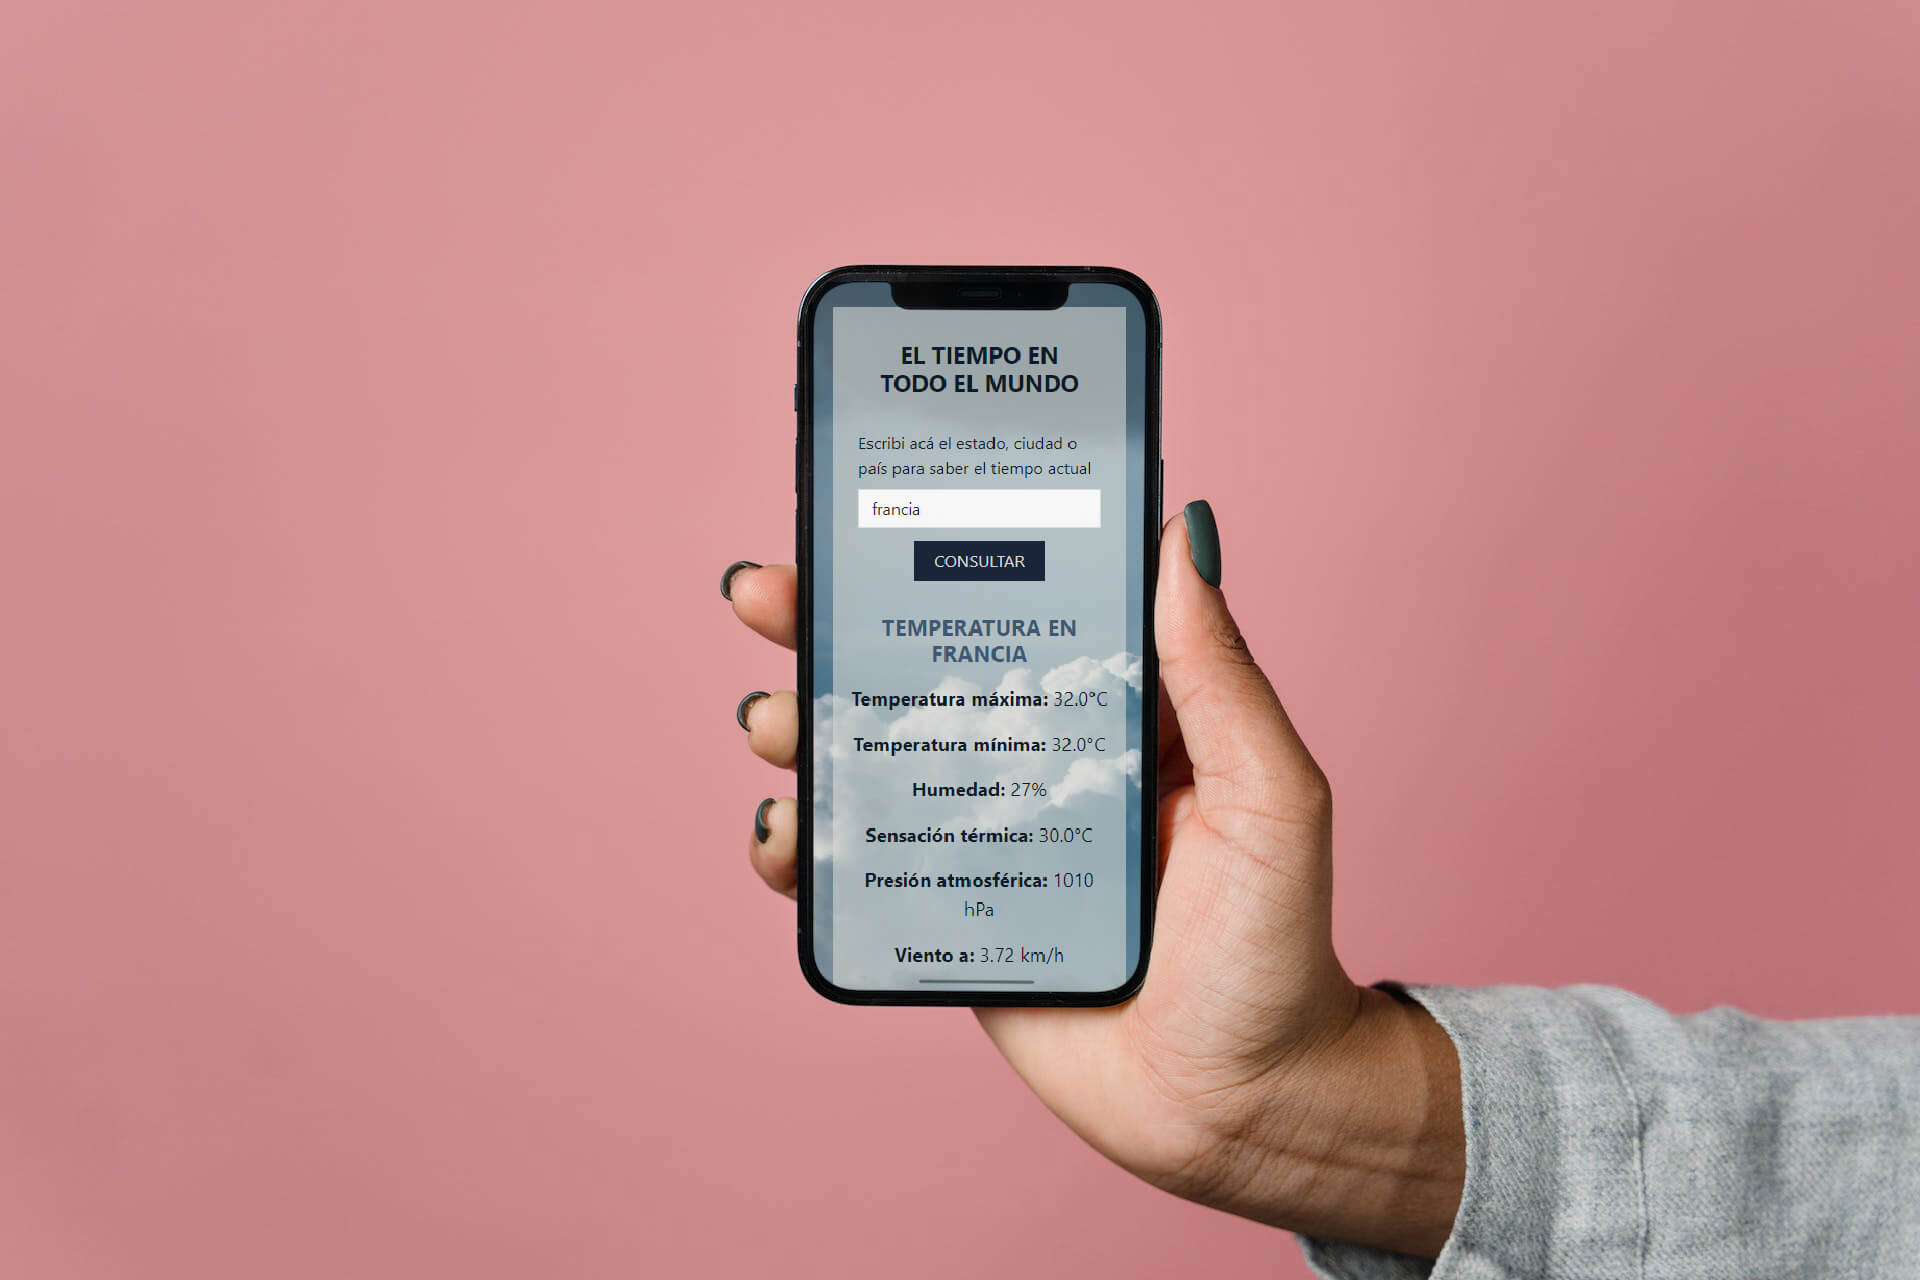 EL TIEMPO EN
TODO EL MUNDO
Escribi acá el estado, ciudad o
país para saber el tiempo actual
francia
CONSULTAR
TEMPERATURA EN
FRANCIA
Temperatura máxima: 32.0°C
Temperatura mínima: 32.0°C
Humedad: 27%
Sensación térmica: 30.0°C
Presión atmosférica: 1010
hPa
Viento a: 3.72 km/h